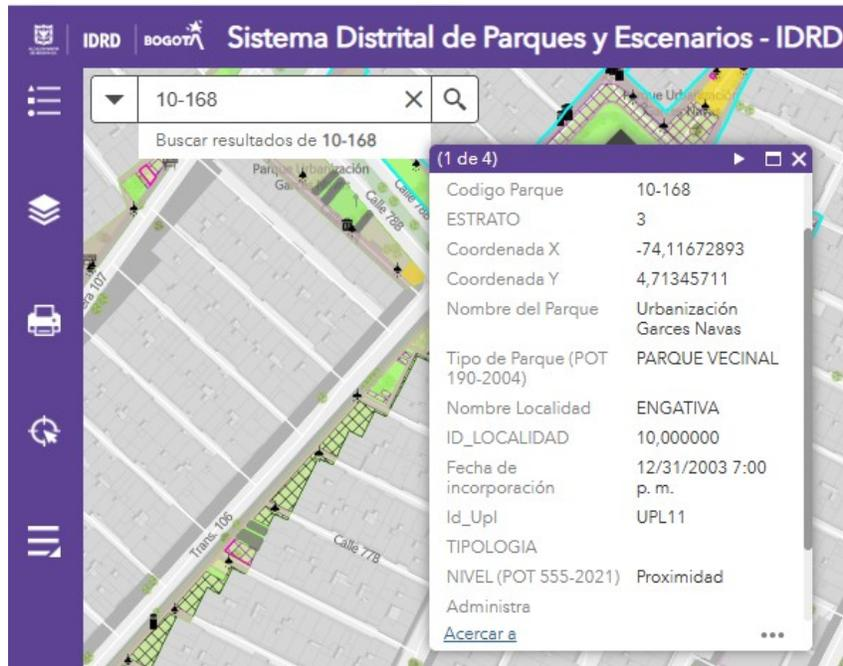 IDRD BOGOTÁ Sistema Distrital de Parques y Escenarios - IDRD
10-168
Buscar resultados de 10-168
Parque Urbanización
Calle 78B
Trans. 106
Calle 77B
(1 de 4)
Codigo Parque 10-168
ESTRATO 3
Coordenada X -74,11672893
Coordenada Y 4,71345711
Nombre del Parque Urbanización
Garces Navas
Tipo de Parque (POT PARQUE VECINAL
190-2004)
Nombre Localidad ENGATIVA
ID_LOCALIDAD 10,000000
Fecha de 12/31/2003 7:00
incorporación p. m.
Id_Upl UPL11
TIPOLOGIA
NIVEL (POT 555-2021) Proximidad
Administra
Acercar a